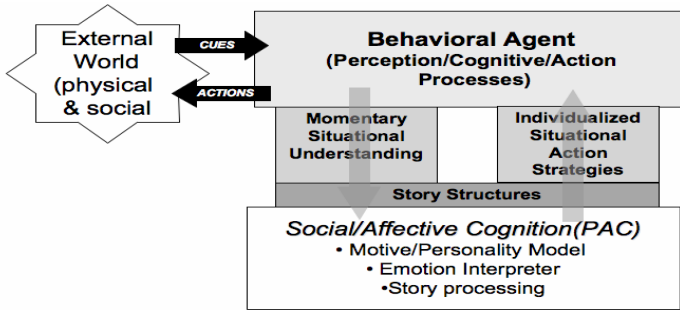 External
World
(physical
& social
CUES
ACTIONS
Behavioral Agent
(Perception/Cognitive/Action
Processes)
Momentary
Situational
Understanding
Individualized
Situational
Action
Strategies
Story Structures
Social/Affective Cognition(PAC)
• Motive/Personality Model
• Emotion Interpreter
•Story processing